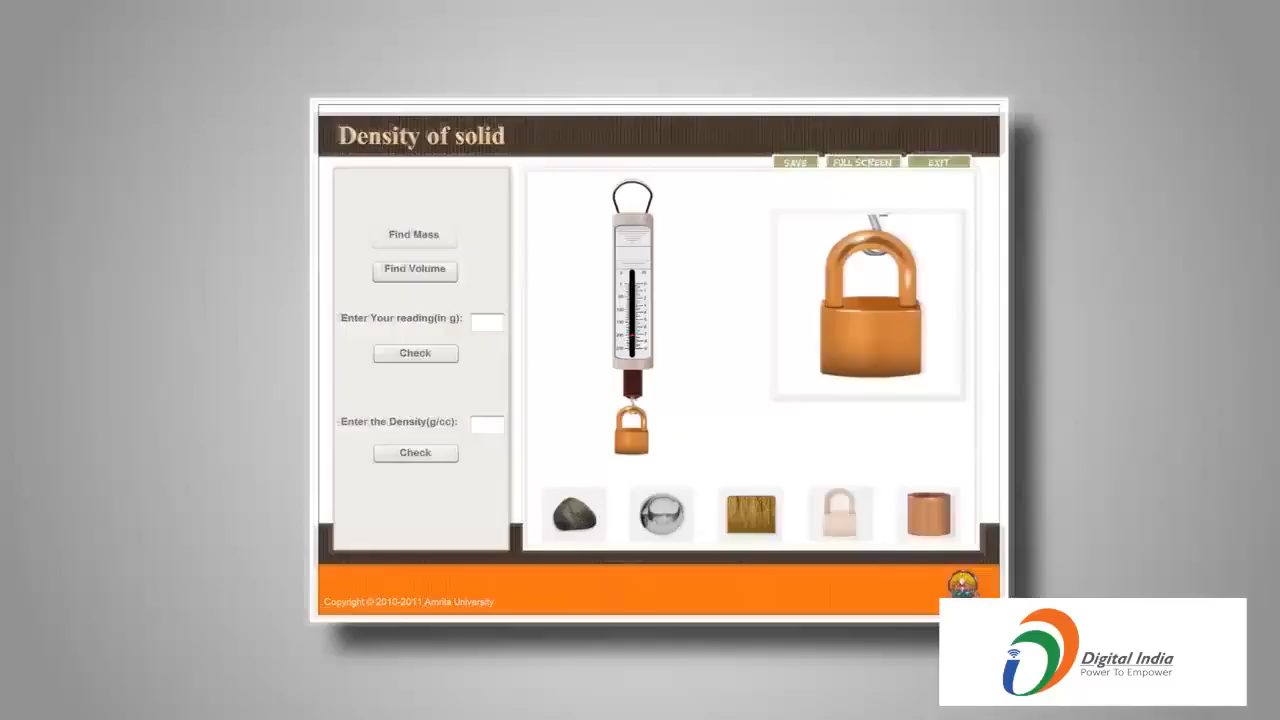 Density of solid
SAVE FULL SCREEN EXIT
Find Mass
Find Volume
Enter Your reading(in g):
Check
Enter the Density(g/cc):
Check
Copyright © 2010-2011 Amrita University
Digital India
Power To Empower